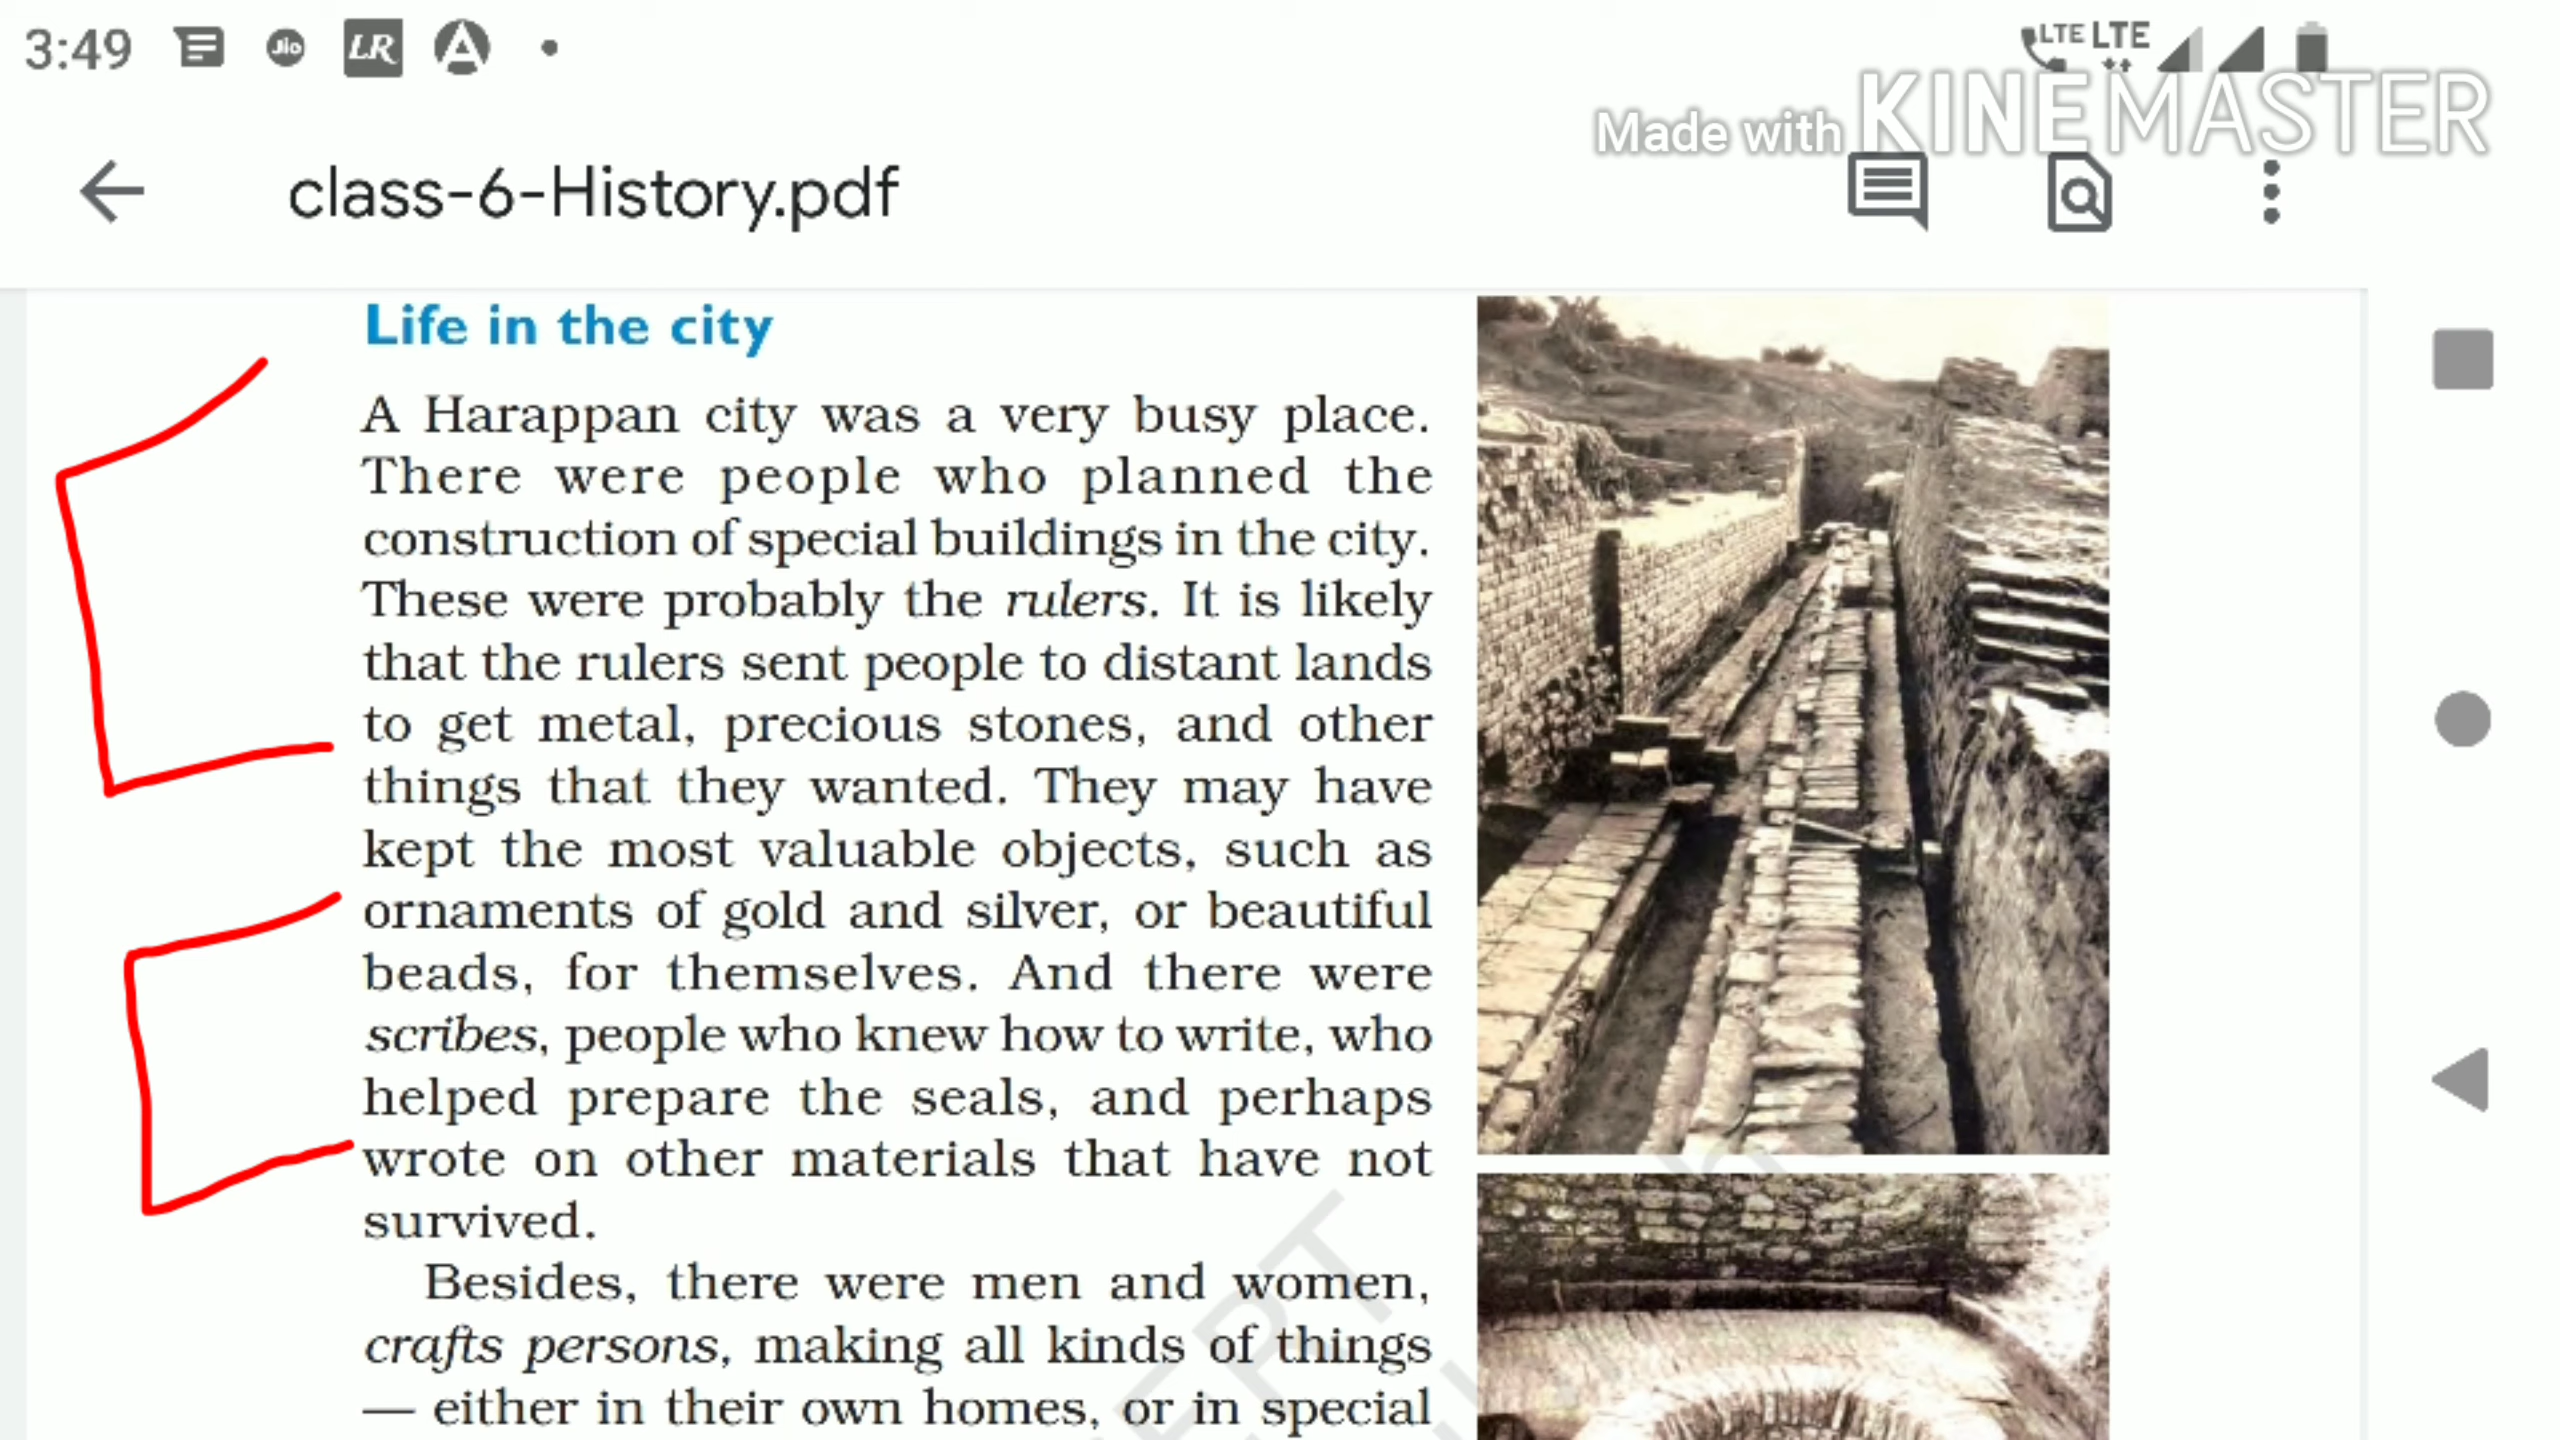 3:49
Jio
LR
LTE LTE
Made with KINEMASTER
class-6-History.pdf
Life in the city
A Harappan city was a very busy place.
There were people who planned the
construction of special buildings in the city.
These were probably the rulers. It is likely
that the rulers sent people to distant lands
to get metal, precious stones, and other
things that they wanted. They may have
kept the most valuable objects, such as
ornaments of gold and silver, or beautiful
beads, for themselves. And there were
scribes, people who knew how to write, who
helped prepare the seals, and perhaps
wrote on other materials that have not
survived.
Besides, there were men and women,
crafts persons, making all kinds of things
— either in their own homes, or in special